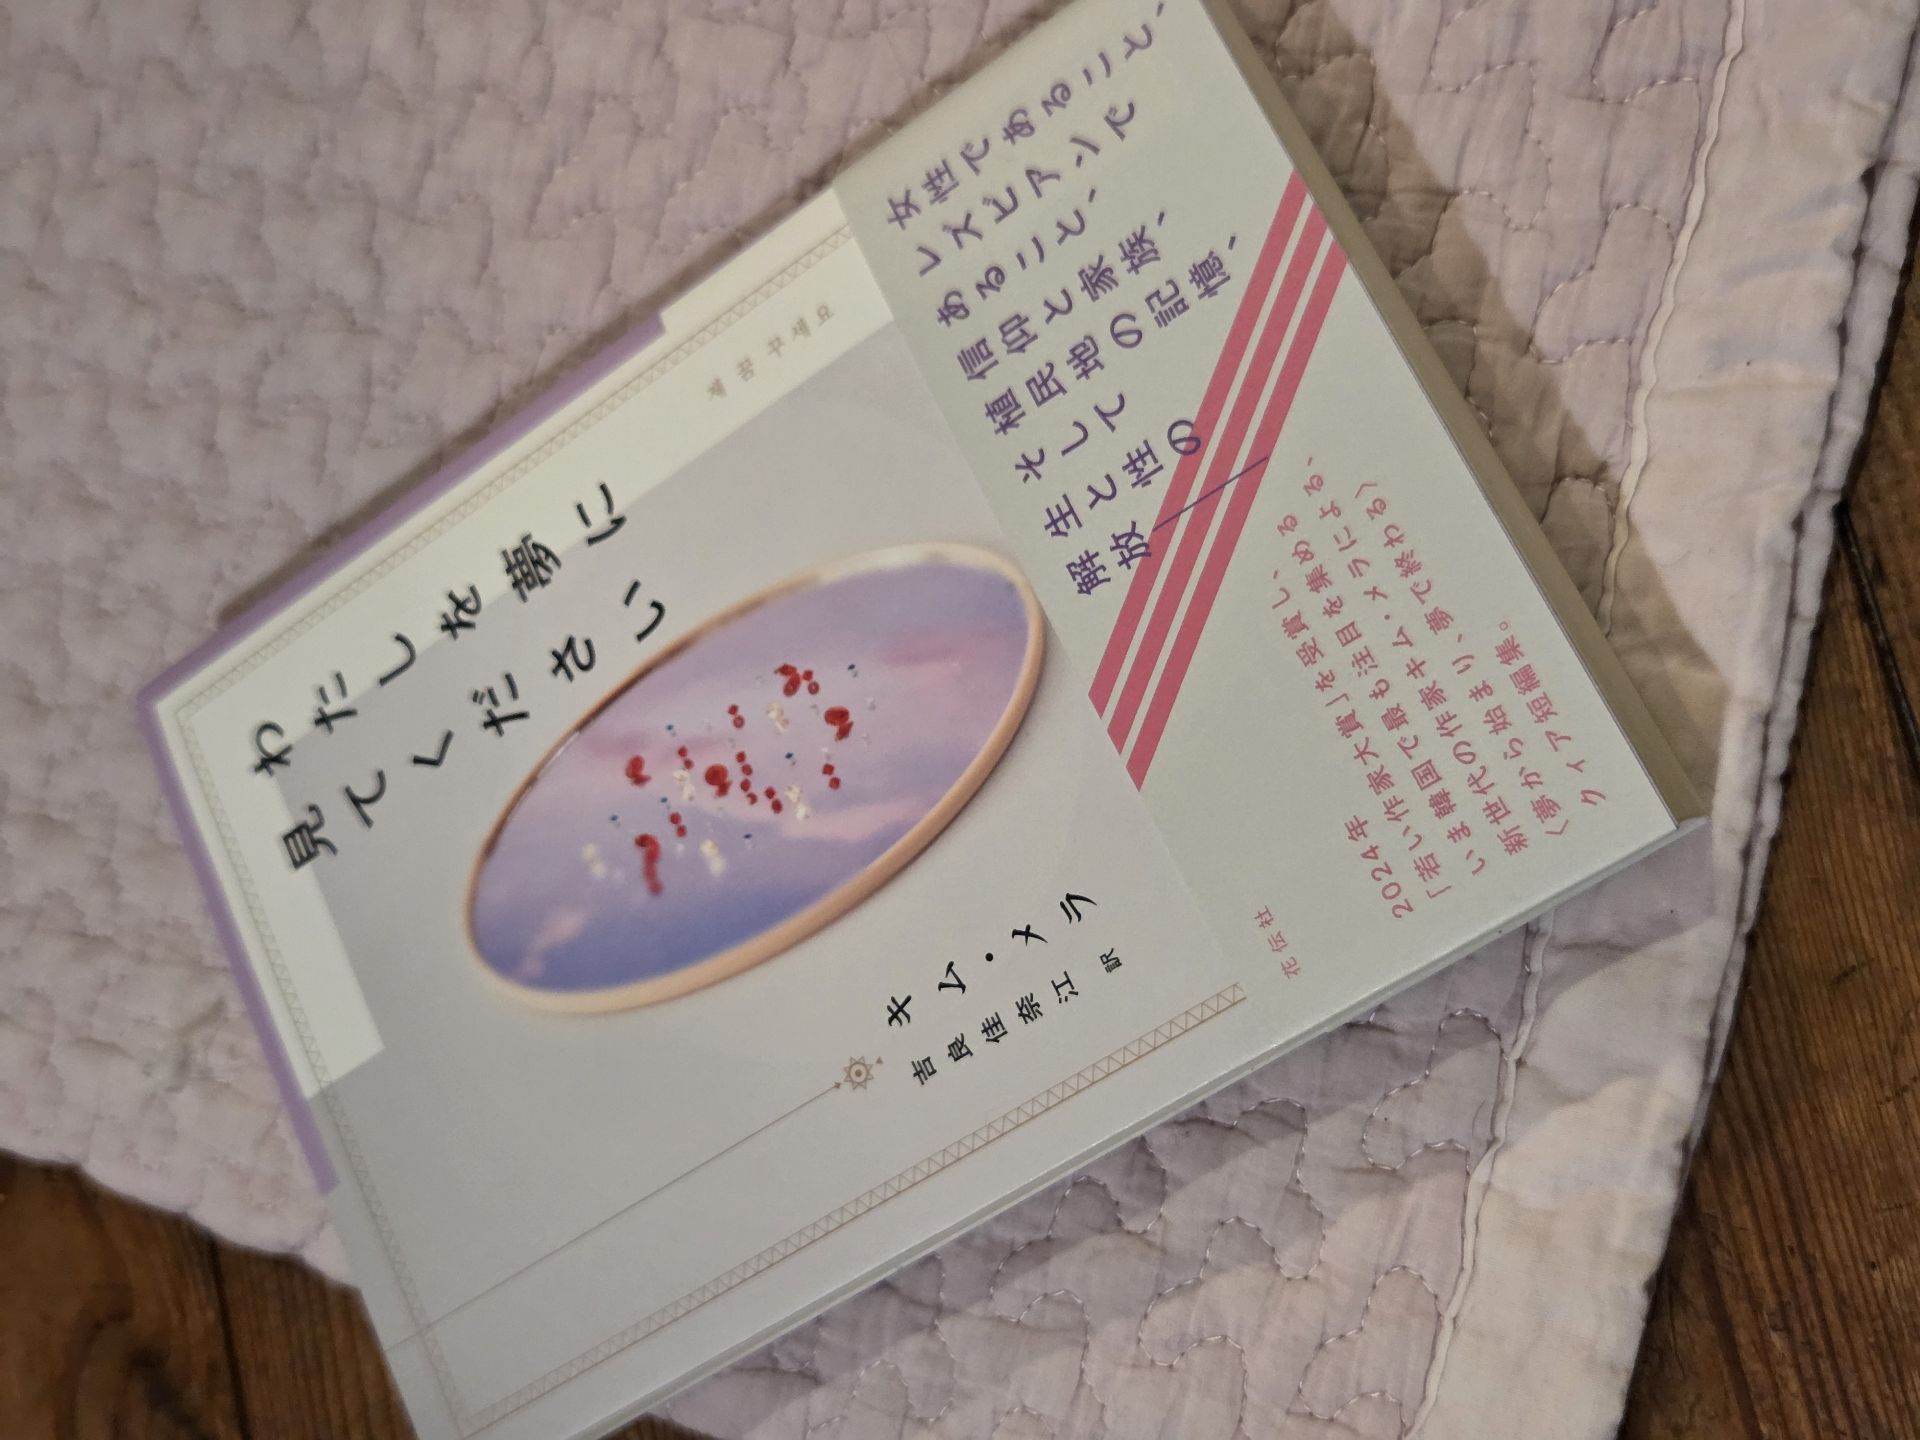 わたしを夢に
見てください
제 꿈 꾸세요
キム・メラ
吉良佳奈江 訳
女性であること、
レズビアンで
あること、
信仰と家族、
植民地の記憶、
そして
生と性の
解放の／
2024年
「若い作家大賞」を受賞し、
いま韓国で最も注目を集める
新世代の作家キム・メラによる、
〈夢から始まり、夢で終わる〉
クィア短編集。
花伝社